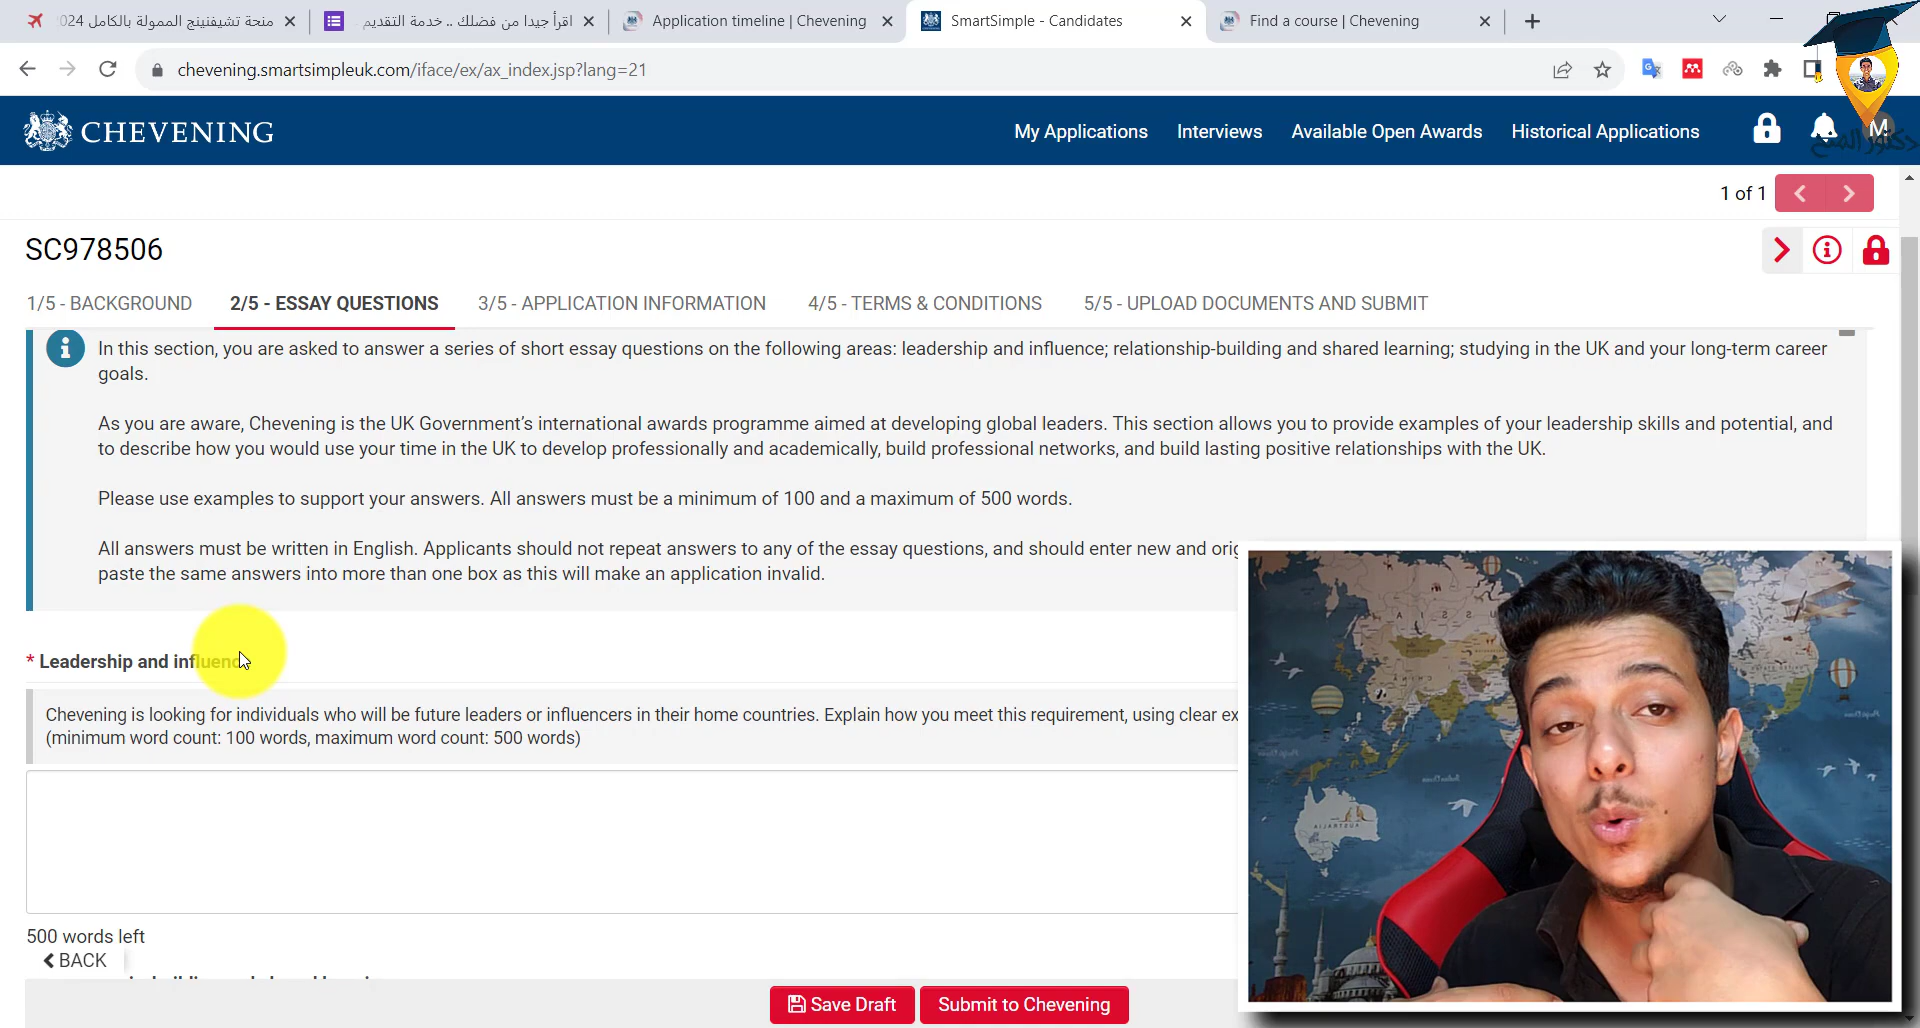 منحة تشيفنينج الممولة بالكامل 2024
اقرأ جيدا من فضلك .. خدمة التقديم
Application timeline | Chevening
SmartSimple - Candidates
Find a course | Chevening
chevening.smartsimpleuk.com/iface/ex/ax_index.jsp?lang=21
CHEVENING
My Applications
Interviews
Available Open Awards
Historical Applications
M
دكتور المنح
1 of 1
SC978506
1/5 - BACKGROUND
2/5 - ESSAY QUESTIONS
3/5 - APPLICATION INFORMATION
4/5 - TERMS & CONDITIONS
5/5 - UPLOAD DOCUMENTS AND SUBMIT
In this section, you are asked to answer a series of short essay questions on the following areas: leadership and influence; relationship-building and shared learning; studying in the UK and your long-term career
goals.
As you are aware, Chevening is the UK Government's international awards programme aimed at developing global leaders. This section allows you to provide examples of your leadership skills and potential, and
to describe how you would use your time in the UK to develop professionally and academically, build professional networks, and build lasting positive relationships with the UK.
Please use examples to support your answers. All answers must be a minimum of 100 and a maximum of 500 words.
All answers must be written in English. Applicants should not repeat answers to any of the essay questions, and should enter new and
paste the same answers into more than one box as this will make an application invalid.
* Leadership and influence
Chevening is looking for individuals who will be future leaders or influencers in their home countries. Explain how you meet this requirement, using clear
(minimum word count: 100 words, maximum word count: 500 words)
500 words left
BACK
Save Draft
Submit to Chevening